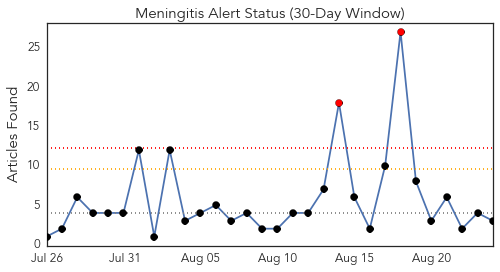 Meningitis Alert Status (30-Day Window)
Articles Found
25
20
15
10
5
0
Jul 26 Jul 31 Aug 05 Aug 10 Aug 15 Aug 20